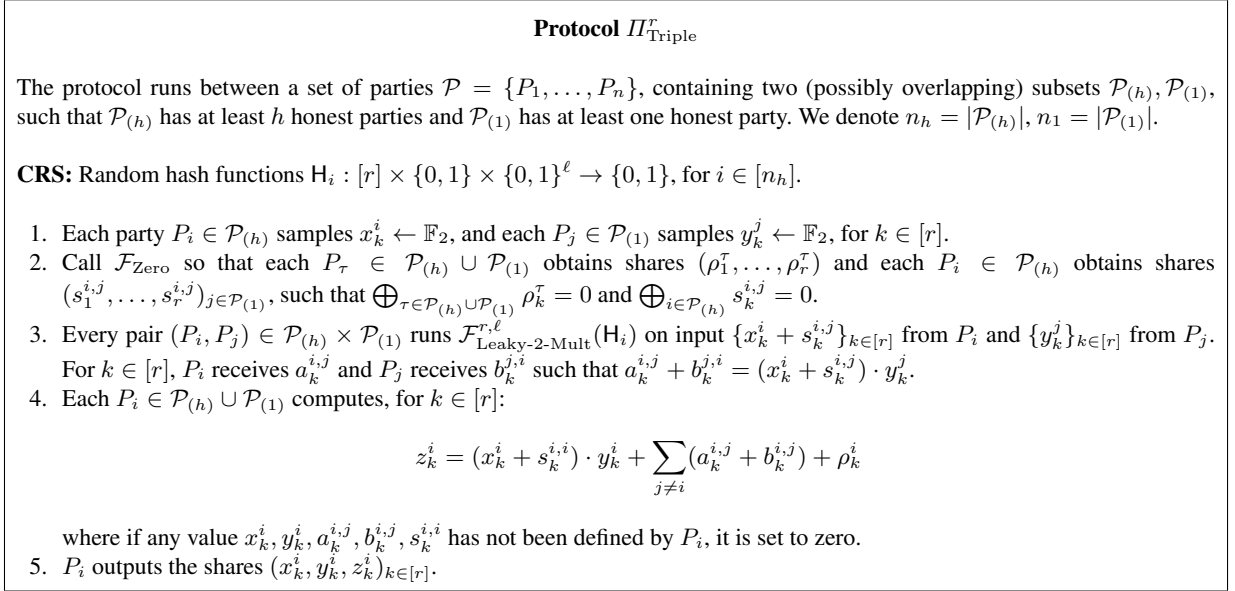 Protocol Π^r_Triple
The protocol runs between a set of parties 𝒫 = {P_1, . . . , P_n}, containing two (possibly overlapping) subsets 𝒫_(h), 𝒫_(1),
such that 𝒫_(h) has at least h honest parties and 𝒫_(1) has at least one honest party. We denote n_h = |𝒫_(h)|, n_1 = |𝒫_(1)|.
CRS: Random hash functions H_i : [r] × {0, 1} × {0, 1}^ℓ → {0, 1}, for i ∈ [n_h].
1. Each party P_i ∈ 𝒫_(h) samples x^i_k ← 𝔽_2, and each P_j ∈ 𝒫_(1) samples y^j_k ← 𝔽_2, for k ∈ [r].
2. Call ℱ_Zero so that each P_τ ∈ 𝒫_(h) ∪ 𝒫_(1) obtains shares (ρ^τ_1, . . . , ρ^τ_r) and each P_i ∈ 𝒫_(h) obtains shares
(s^{i,j}_1, . . . , s^{i,j}_r)_{j∈𝒫_(1)}, such that ⊕_{τ∈𝒫_(h)∪𝒫_(1)} ρ^τ_k = 0 and ⊕_{i∈𝒫_(h)} s^{i,j}_k = 0.
3. Every pair (P_i, P_j) ∈ 𝒫_(h) × 𝒫_(1) runs ℱ^{r,ℓ}_Leaky-2-Mult(H_i) on input {x^i_k + s^{i,j}_k}_{k∈[r]} from P_i and {y^j_k}_{k∈[r]} from P_j.
For k ∈ [r], P_i receives a^{i,j}_k and P_j receives b^{j,i}_k such that a^{i,j}_k + b^{j,i}_k = (x^i_k + s^{i,j}_k) · y^j_k.
4. Each P_i ∈ 𝒫_(h) ∪ 𝒫_(1) computes, for k ∈ [r]:
z^i_k = (x^i_k + s^{i,i}_k) · y^i_k + ∑_{j≠i} (a^{i,j}_k + b^{i,j}_k) + ρ^i_k
where if any value x^i_k, y^i_k, a^{i,j}_k, b^{i,j}_k, s^{i,i}_k has not been defined by P_i, it is set to zero.
5. P_i outputs the shares (x^i_k, y^i_k, z^i_k)_{k∈[r]}.